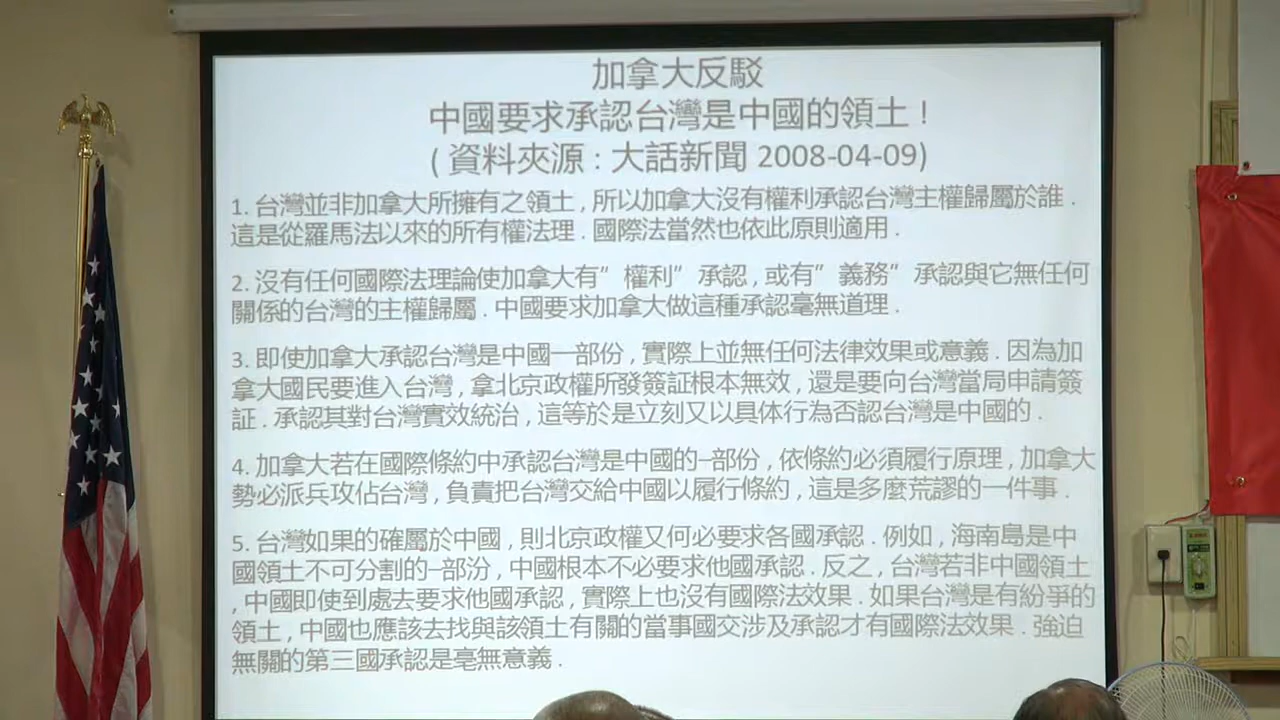 加拿大反駁
中國要求承認台灣是中國的領土!
(資料夾源:大話新聞 2008-04-09)
1. 台灣並非加拿大所擁有之領土,所以加拿大沒有權利承認台灣主權歸屬於誰.
這是從羅馬法以來的所有權法理.國際法當然也依此原則適用.
2. 沒有任何國際法理論使加拿大有”權利”承認,或有”義務”承認與它無任何
關係的台灣的主權歸屬.中國要求加拿大做這種承認毫無道理.
3. 即使加拿大承認台灣是中國一部份,實際上並無任何法律效果或意義.因為加
拿大國民要進入台灣,拿北京政權所發簽証根本無效,還是要向台灣當局申請簽
証.承認其對台灣實效統治,這等於是立刻又以具体行為否認台灣是中國的.
4. 加拿大若在國際條約中承認台灣是中國的一部份,依條約必須履行原理,加拿大
勢必派兵攻佔台灣,負責把台灣交給中國以履行條約,這是多麼荒謬的一件事.
5. 台灣如果的確屬於中國,則北京政權又何必要求各國承認.例如,海南島是中
國領土不可分割的一部汾,中國根本不必要求他國承認.反之,台灣若非中國領土
,中國即使到處去要求他國承認,實際上也沒有國際法效果.如果台灣是有紛爭的
領土,中國也應該去找與該領土有關的當事國交涉及承認才有國際法效果.強迫
無關的第三國承認是毫無意義.